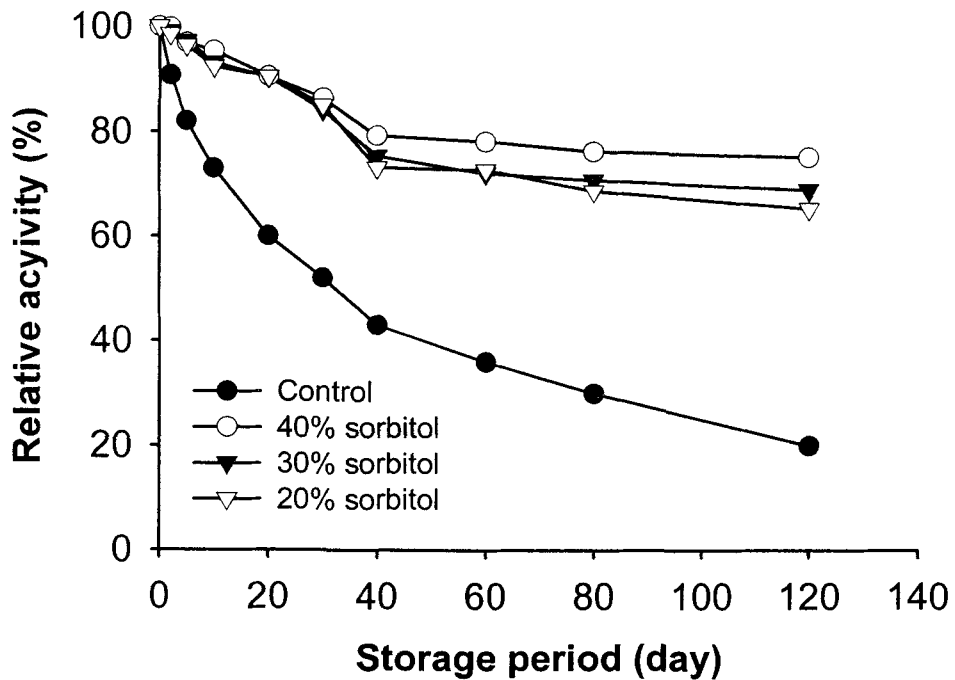 Relative acyivity (%)
100
80
60
40
20
0
Control
40% sorbitol
30% sorbitol
20% sorbitol
0 20 40 60 80 100 120 140
Storage period (day)